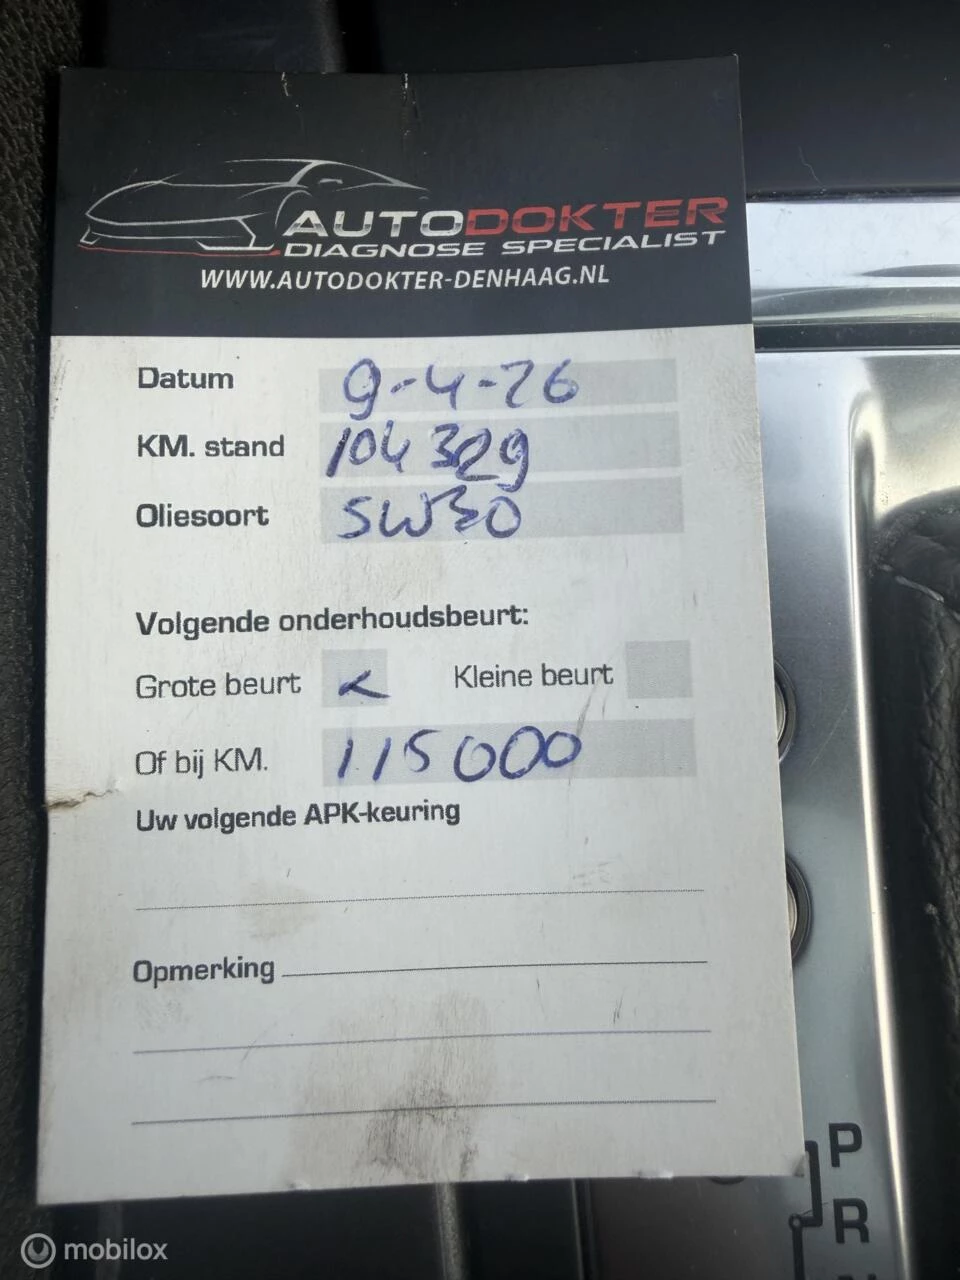 AUTODOKTER
DIAGNOSE SPECIALIST
WWW.AUTODOKTER-DENHAAG.NL
Datum 9-4-26
KM. stand 104329
Oliesoort 5W30
Volgende onderhoudsbeurt:
Grote beurt Kleine beurt
Of bij KM. 115000
Uw volgende APK-keuring
Opmerking
P
R
mobilox